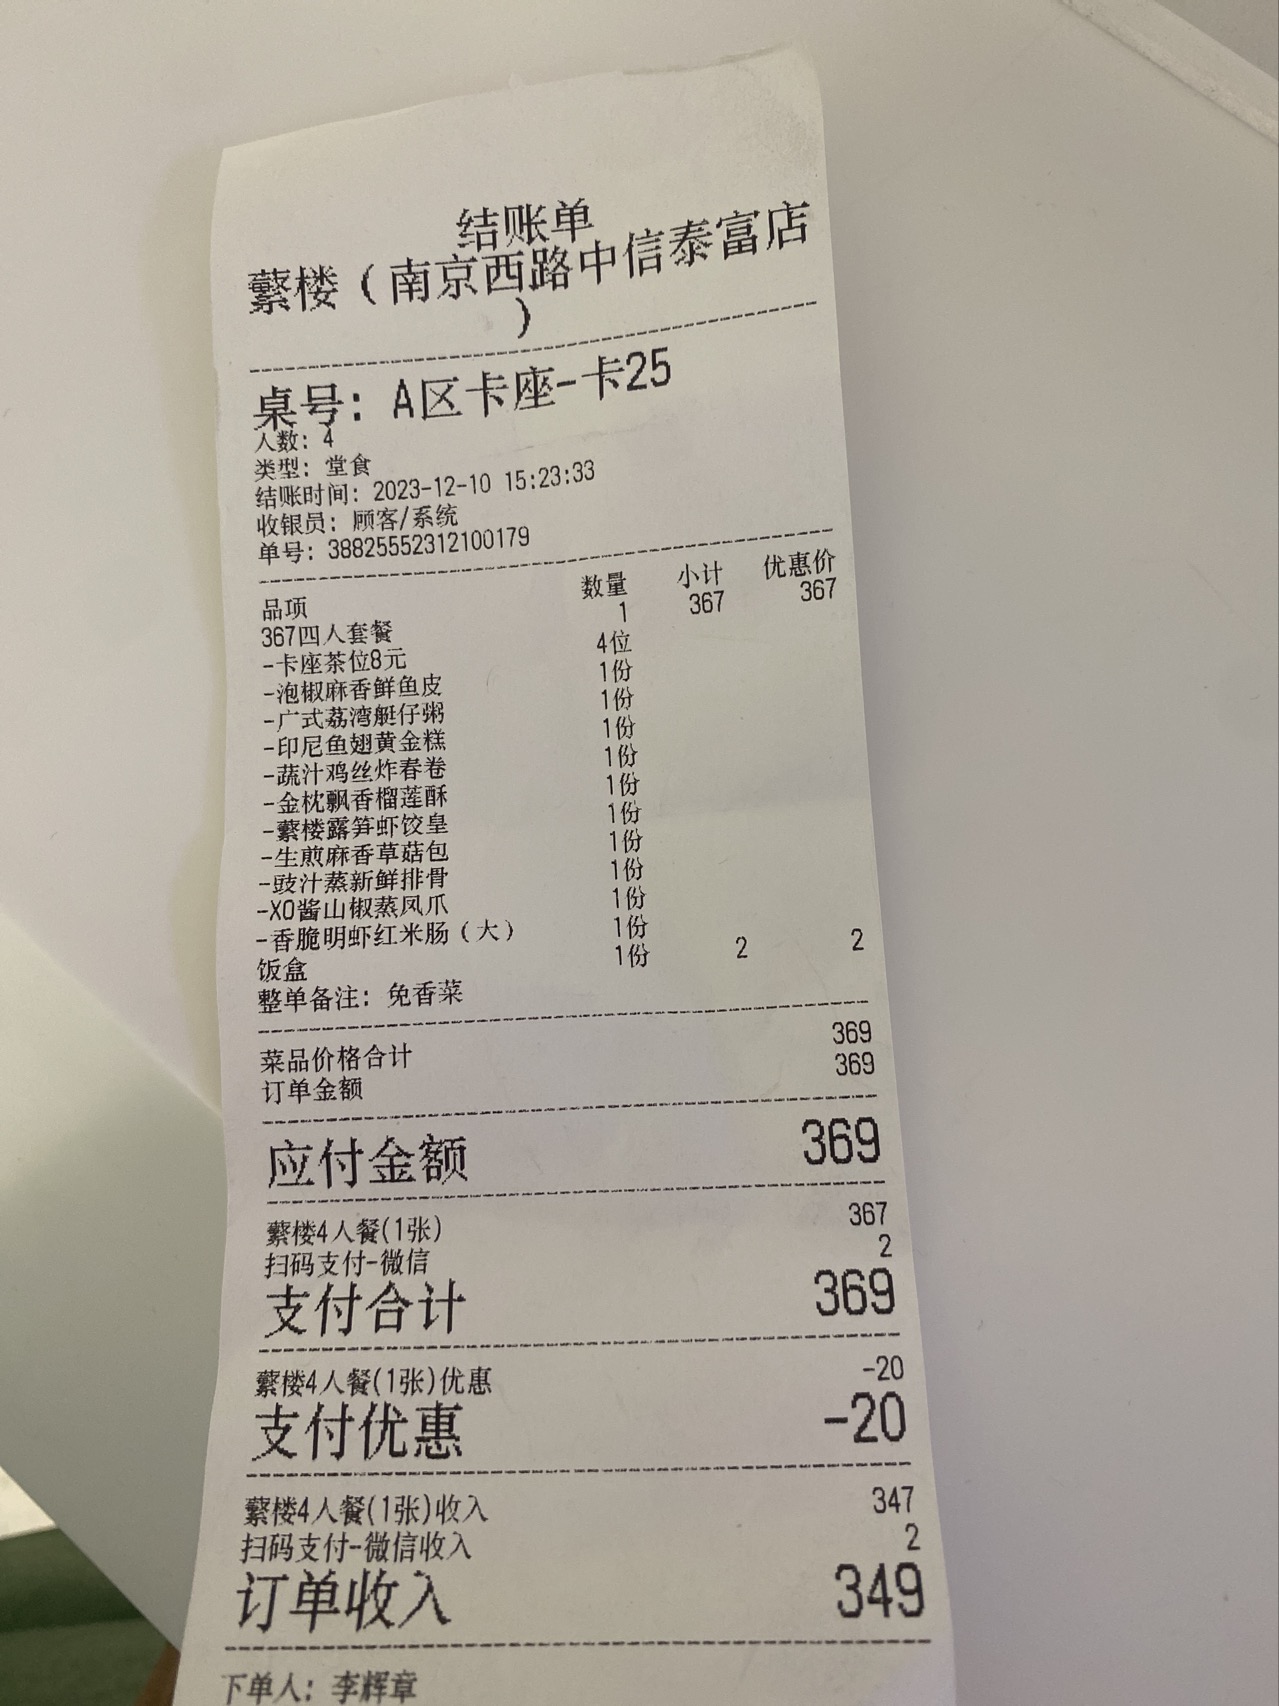 结账单
蘩楼（南京西路中信泰富店
）
桌号：A区卡座-卡25
人数：4
类型：堂食
结账时间：2023-12-10 15:23:33
收银员：顾客/系统
单号：38825552312100179
品项 数量 小计 优惠价
367四人套餐 1 367 367
-卡座茶位8元 4位
-泡椒麻香鲜鱼皮 1份
-广式荔湾艇仔粥 1份
-印尼鱼翅黄金糕 1份
-蔬汁鸡丝炸春卷 1份
-金枕飘香榴莲酥 1份
-蘩楼露笋虾饺皇 1份
-生煎麻香草菇包 1份
-豉汁蒸新鲜排骨 1份
-XO酱山椒蒸凤爪 1份
-香脆明虾红米肠（大） 1份
饭盒 1份 2 2
整单备注：免香菜
菜品价格合计 369
订单金额 369
应付金额 369
蘩楼4人餐(1张) 367
扫码支付-微信 2
支付合计 369
蘩楼4人餐(1张)优惠 -20
支付优惠 -20
蘩楼4人餐(1张)收入 347
扫码支付-微信收入 2
订单收入 349
下单人：李辉章